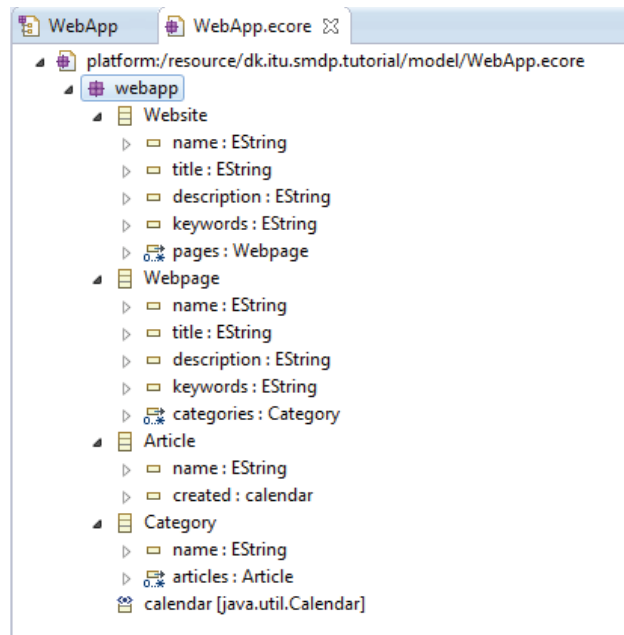 WebApp WebApp.ecore
platform:/resource/dk.itu.smdp.tutorial/model/WebApp.ecore
webapp
Website
name : EString
title : EString
description : EString
keywords : EString
0..* pages : Webpage
Webpage
name : EString
title : EString
description : EString
keywords : EString
0..* categories : Category
Article
name : EString
created : calendar
Category
name : EString
0..* articles : Article
calendar [java.util.Calendar]